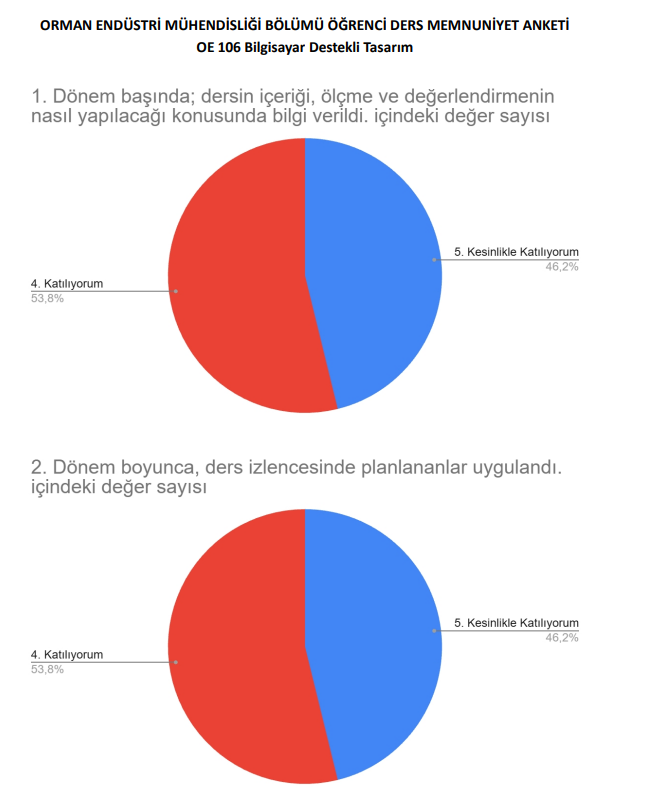 ORMAN ENDÜSTRİ MÜHENDİSLİĞİ BÖLÜMÜ ÖĞRENCİ DERS MEMNUNİYET ANKETİ
OE 106 Bilgisayar Destekli Tasarım
1. Dönem başında; dersin içeriği, ölçme ve değerlendirmenin
nasıl yapılacağı konusunda bilgi verildi. içindeki değer sayısı
5. Kesinlikle Katılıyorum
46,2%
4. Katılıyorum
53,8%
2. Dönem boyunca, ders izlencesinde planlananlar uygulandı.
içindeki değer sayısı
5. Kesinlikle Katılıyorum
46,2%
4. Katılıyorum
53,8%